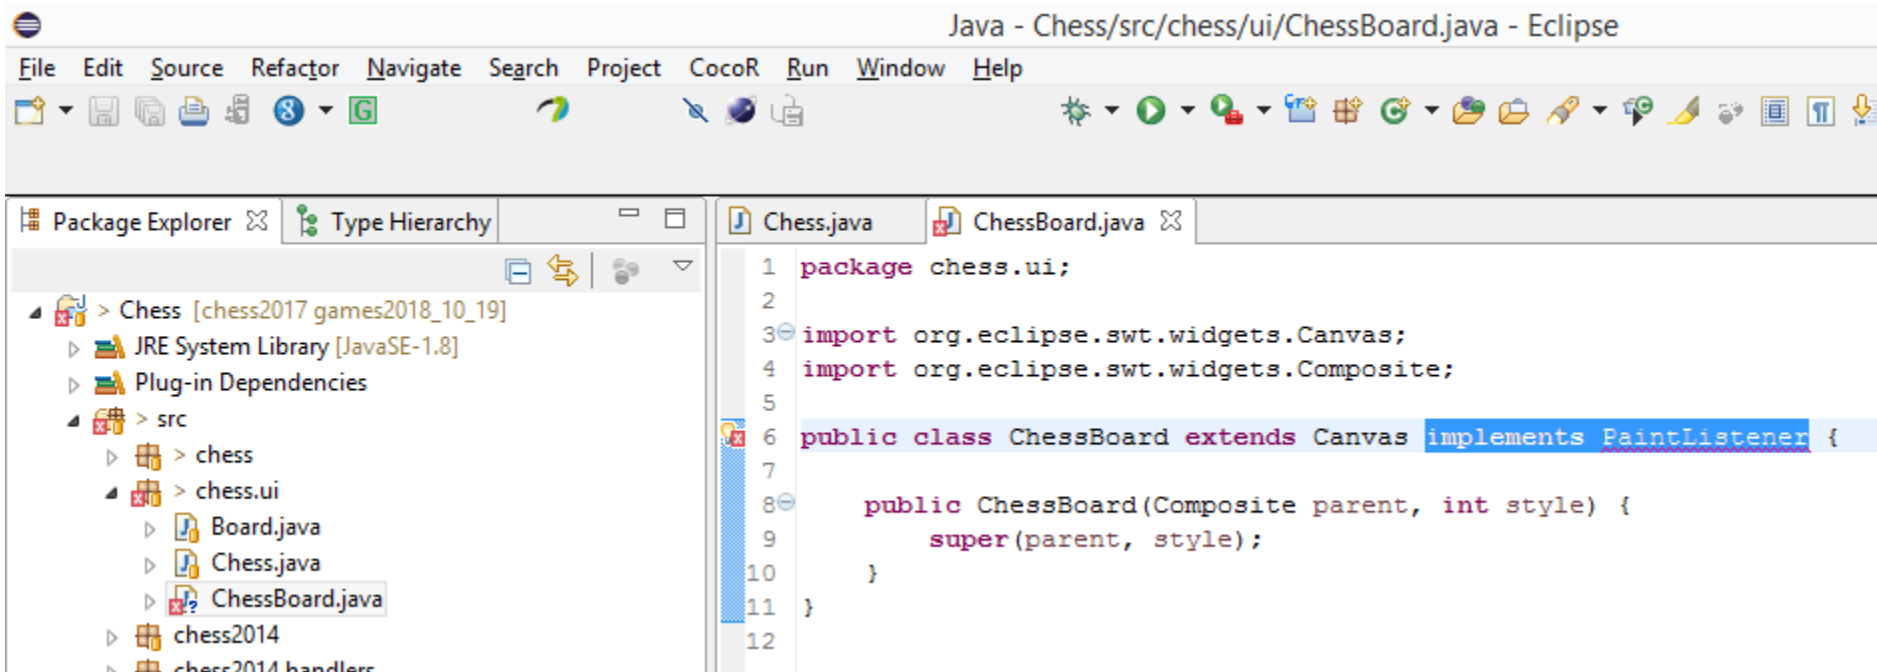 Java - Chess/src/chess/ui/ChessBoard.java - Eclipse
File Edit Source Refactor Navigate Search Project CocoR Run Window Help
Package Explorer Type Hierarchy
> Chess [chess2017 games2018_10_19]
JRE System Library [JavaSE-1.8]
Plug-in Dependencies
> src
> chess
> chess.ui
Board.java
Chess.java
ChessBoard.java
chess2014
chess2014.handlers
Chess.java ChessBoard.java
1 package chess.ui;
2
3 import org.eclipse.swt.widgets.Canvas;
4 import org.eclipse.swt.widgets.Composite;
5
6 public class ChessBoard extends Canvas implements PaintListener {
7
8 public ChessBoard(Composite parent, int style) {
9 super(parent, style);
10 }
11 }
12